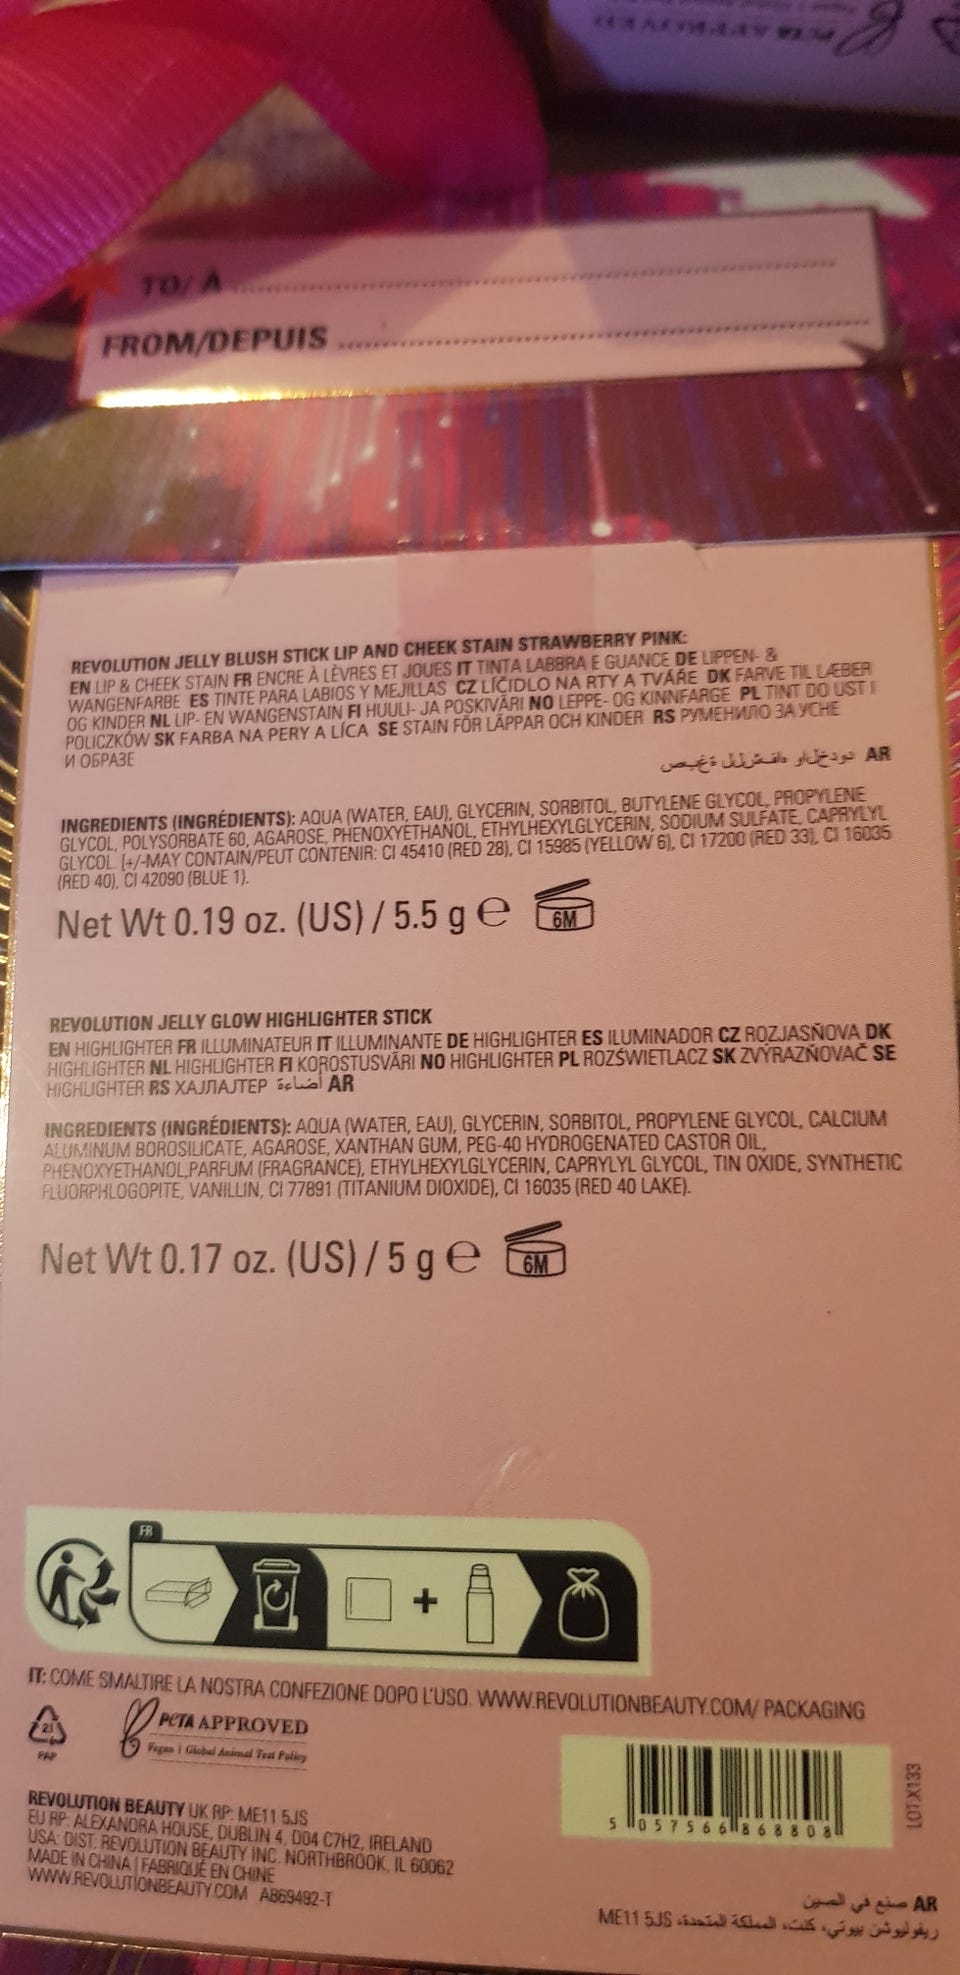 PETA APPROVED
TO/ À
FROM/DEPUIS
REVOLUTION JELLY BLUSH STICK LIP AND CHEEK STAIN STRAWBERRY PINK:
EN LIP & CHEEK STAIN FR ENCRE À LÈVRES ET JOUES IT TINTA LABBRA E GUANCE DE LIPPEN- &
WANGENFARBE ES TINTE PARA LABIOS Y MEJILLAS CZ LÍČIDLO NA RTY A TVÁŘE DK FARVE TIL LÆBER
OG KINDER NL LIP- EN WANGENSTAIN FI HUULI- JA POSKIVÄRI NO LEPPE- OG KINNFARGE PL TINT DO UST I
POLICZKÓW SK FARBA NA PERY A LÍCA SE STAIN FÖR LÄPPAR OCH KINDER RS РУМЕНИЛО ЗА УСНЕ
И ОБРАЗЕ
AR
INGREDIENTS (INGRÉDIENTS): AQUA (WATER, EAU), GLYCERIN, SORBITOL, BUTYLENE GLYCOL, PROPYLENE
GLYCOL, POLYSORBATE 60, AGAROSE, PHENOXYETHANOL, ETHYLHEXYLGLYCERIN, SODIUM SULFATE, CAPRYLYL
GLYCOL. [+/-MAY CONTAIN/PEUT CONTENIR: CI 45410 (RED 28), CI 15985 (YELLOW 6), CI 17200 (RED 33), CI 16035
(RED 40), CI 42090 (BLUE 1).
Net Wt 0.19 oz. (US) / 5.5 g e 6M
REVOLUTION JELLY GLOW HIGHLIGHTER STICK
EN HIGHLIGHTER FR ILLUMINATEUR IT ILLUMINANTE DE HIGHLIGHTER ES ILUMINADOR CZ ROZJASŇOVA DK
HIGHLIGHTER NL HIGHLIGHTER FI KOROSTUSVÄRI NO HIGHLIGHTER PL ROZŚWIETLACZ SK ZVÝRAZŇOVAČ SE
HIGHLIGHTER RS ХАЈЛАЈТЕР إضاءة AR
INGREDIENTS (INGRÉDIENTS): AQUA (WATER, EAU), GLYCERIN, SORBITOL, PROPYLENE GLYCOL, CALCIUM
ALUMINUM BOROSILICATE, AGAROSE, XANTHAN GUM, PEG-40 HYDROGENATED CASTOR OIL,
PHENOXYETHANOL,PARFUM (FRAGRANCE), ETHYLHEXYLGLYCERIN, CAPRYLYL GLYCOL, TIN OXIDE, SYNTHETIC
FLUORPHLOGOPITE, VANILLIN, CI 77891 (TITANIUM DIOXIDE), CI 16035 (RED 40 LAKE).
Net Wt 0.17 oz. (US) / 5 g e 6M
FR
+
IT: COME SMALTIRE LA NOSTRA CONFEZIONE DOPO L'USO. WWW.REVOLUTIONBEAUTY.COM/ PACKAGING
21
PAP
PETA APPROVED
Vegan | Global Animal Test Policy
REVOLUTION BEAUTY UK RP: ME11 5JS
EU RP: ALEXANDRA HOUSE, DUBLIN 4, D04 C7H2, IRELAND
USA: DIST: REVOLUTION BEAUTY INC. NORTHBROOK, IL 60062
MADE IN CHINA | FABRIQUÉ EN CHINE
WWW.REVOLUTIONBEAUTY.COM AB69492-T
5 057566 868808
LOT:X133
AR صنع في الصين
ريفوليوشن بيوتي، كلت، المملكة المتحدة، ME11 5JS